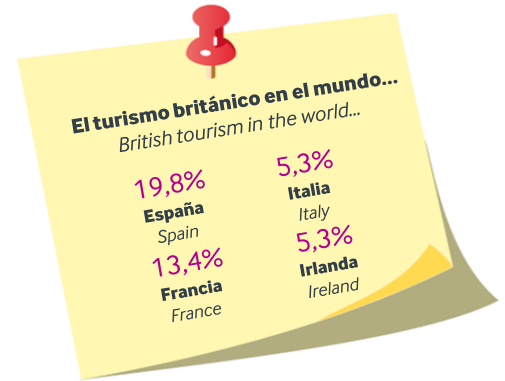 El turismo británico en el mundo...
British tourism in the world...
19,8%
España
Spain
5,3%
Italia
Italy
13,4%
Francia
France
5,3%
Irlanda
Ireland